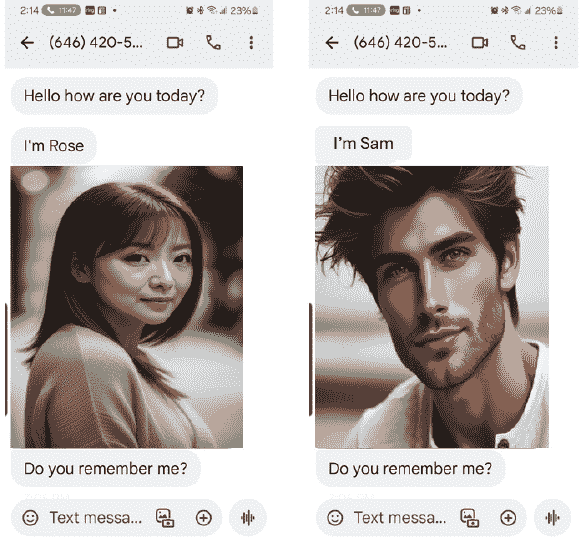 2:14 11:47 ring 23%
(646) 420-5...
Hello how are you today?
I'm Rose
Do you remember me?
Text messa...
2:14 11:47 ring 23%
(646) 420-5...
Hello how are you today?
I'm Sam
Do you remember me?
Text messa...